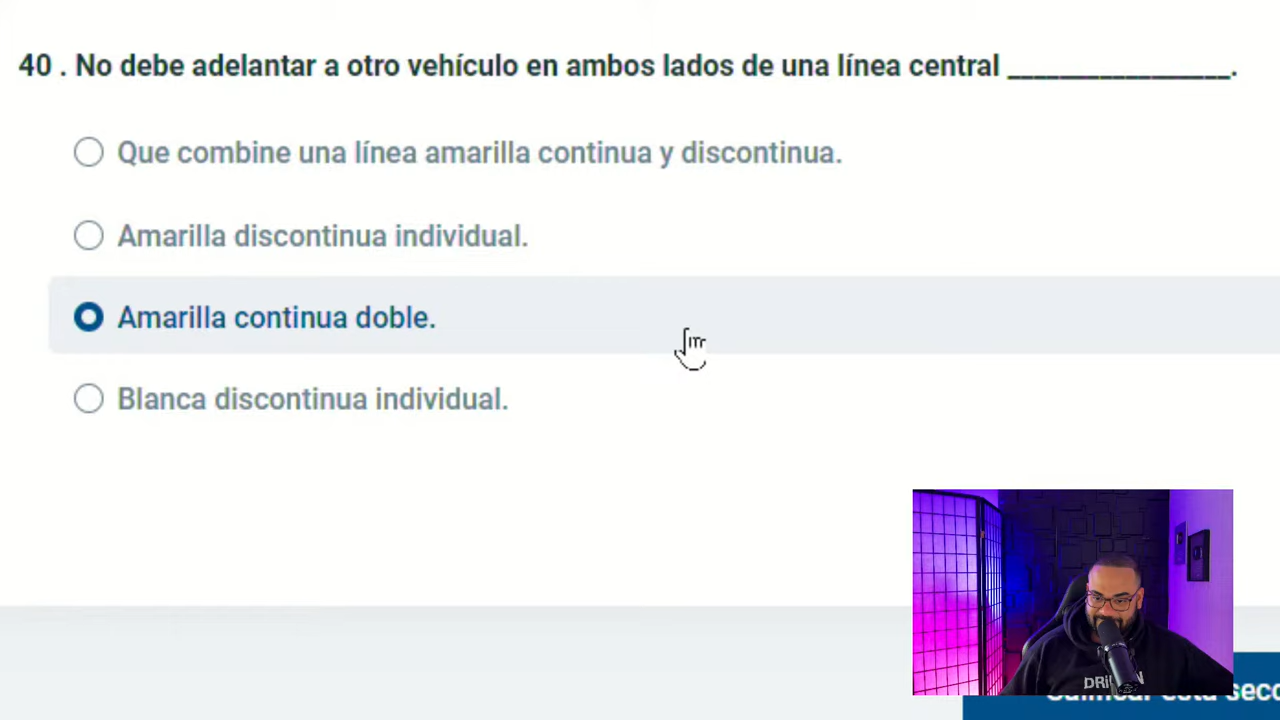 40 . No debe adelantar a otro vehículo en ambos lados de una línea central _________________.
Que combine una línea amarilla continua y discontinua.
Amarilla discontinua individual.
Amarilla continua doble.
Blanca discontinua individual.